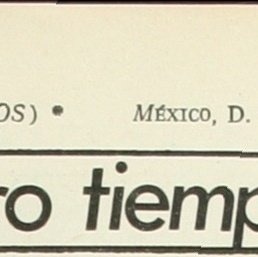 OS) • MÉXICO, D.
ro tiemp